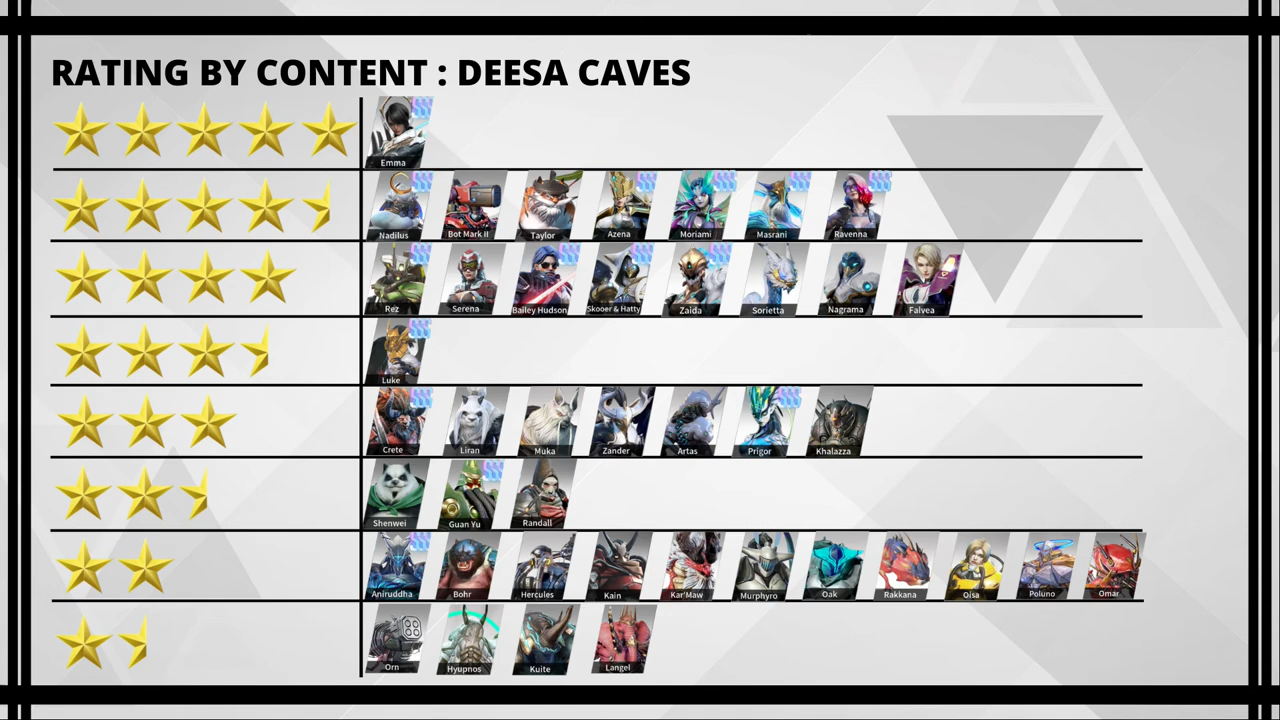 RATING BY CONTENT : DEESA CAVES
Emma
Nadilus Bot Mark II Taylor Azena Moriami Masrani Ravenna
Rez Serena Bailey Hudson Skooer & Hatty Zaida Sorietta Nagrama Falvea
Luke
Crete Liran Muka Zander Artas Prigor Khalazza
Shenwei Guan Yu Randall
Aniruddha Bohr Hercules Kain Kar'Maw Murphyro Oak Rakkana Oisa Poluno Omar
Orn Hyupnos Kuite Langel